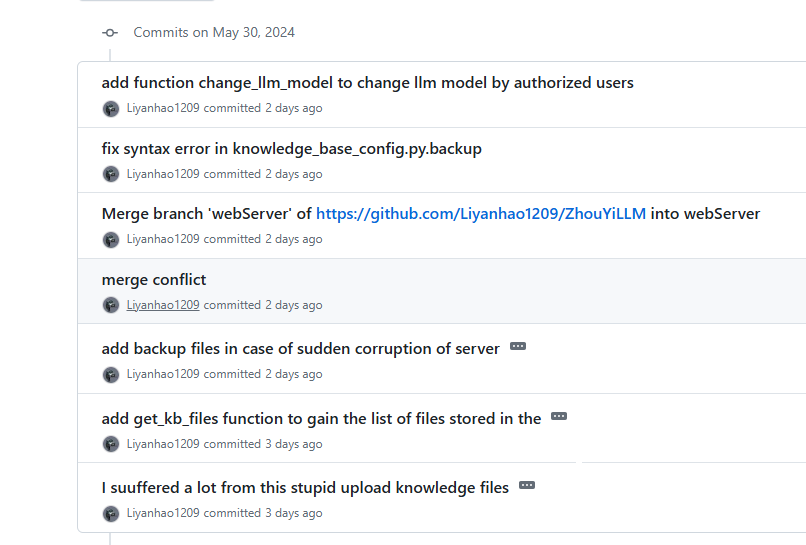 Commits on May 30, 2024
add function change_llm_model to change llm model by authorized users
Liyanhao1209 committed 2 days ago
fix syntax error in knowledge_base_config.py.backup
Liyanhao1209 committed 2 days ago
Merge branch 'webServer' of https://github.com/Liyanhao1209/ZhouYiLLM into webServer
Liyanhao1209 committed 2 days ago
merge conflict
Liyanhao1209 committed 2 days ago
add backup files in case of sudden corruption of server
Liyanhao1209 committed 2 days ago
add get_kb_files function to gain the list of files stored in the
Liyanhao1209 committed 3 days ago
I suuffered a lot from this stupid upload knowledge files
Liyanhao1209 committed 3 days ago